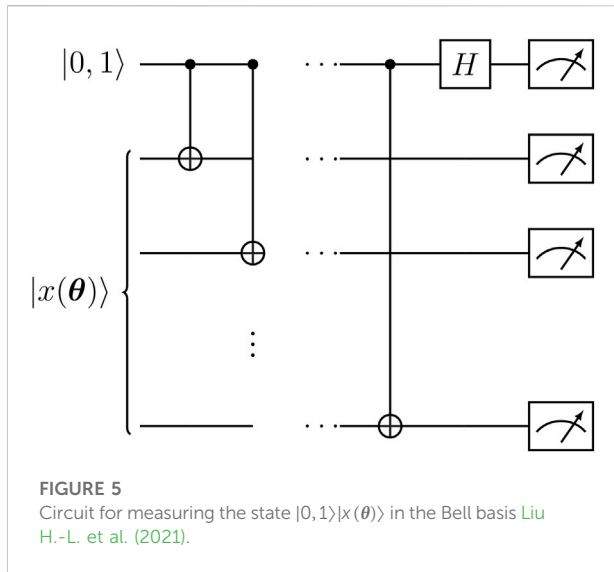 |0, 1⟩
H
|x(θ)⟩
FIGURE 5
Circuit for measuring the state |0, 1⟩|x(θ)⟩ in the Bell basis Liu
H.-L. et al. (2021).